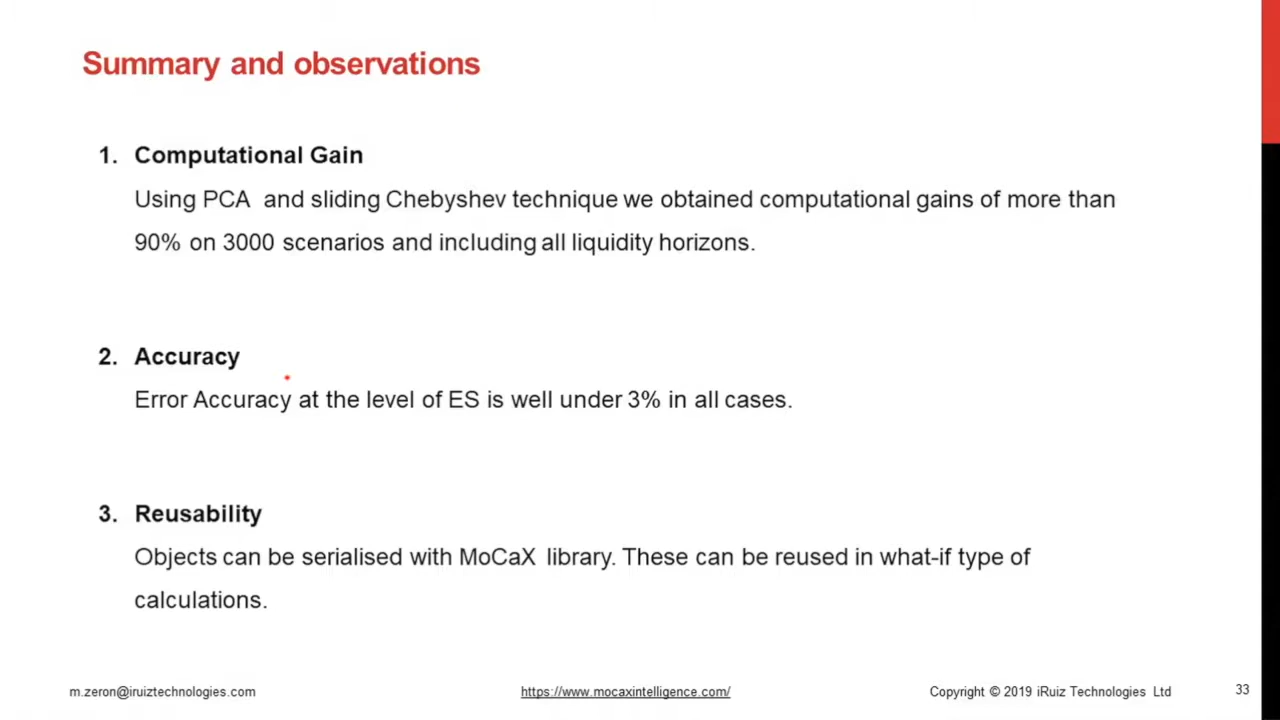 Summary and observations
1. Computational Gain
Using PCA and sliding Chebyshev technique we obtained computational gains of more than
90% on 3000 scenarios and including all liquidity horizons.
2. Accuracy
Error Accuracy at the level of ES is well under 3% in all cases.
3. Reusability
Objects can be serialised with MoCaX library. These can be reused in what-if type of
calculations.
m.zeron@iruiztechnologies.com https://www.mocaxintelligence.com/ Copyright © 2019 iRuiz Technologies Ltd 33